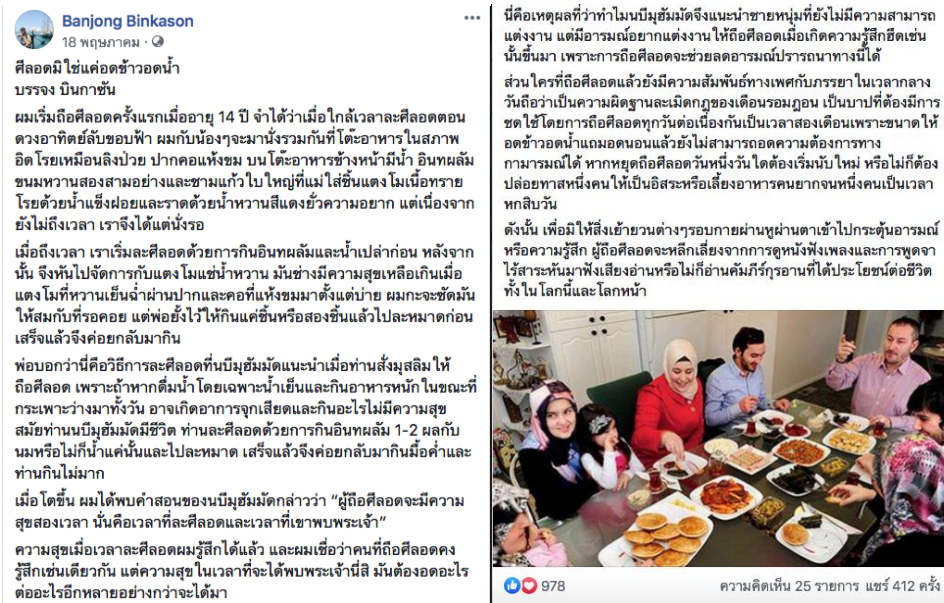 Banjong Binkason
18 พฤษภาคม ·
ศีลอดมิใช่แค่อดข้าวอดน้ำ
บรรจง บินกาซัน
ผมเริ่มถือศีลอดครั้งแรกเมื่ออายุ 14 ปี จำได้ว่าเมื่อใกล้เวลาละศีลอดตอน
ดวงอาทิตย์ลับขอบฟ้า ผมกับน้องๆจะมานั่งรวมกันที่โต๊ะอาหารในสภาพ
อิดโรยเหมือนลิงป่วย ปากคอแห้งขม บนโต๊ะอาหารข้างหน้ามีน้ำ อินทผลัม
ขนมหวานสองสามอย่างและชามแก้วใบใหญ่ที่แม่ใส่ชิ้นแตงโมเนื้อทราย
โรยด้วยน้ำแข็งฝอยและราดด้วยน้ำหวานสีแดงยั่วความอยาก แต่เนื่องจาก
ยังไม่ถึงเวลา เราจึงได้แต่นั่งรอ
เมื่อถึงเวลา เราเริ่มละศีลอดด้วยการกินอินทผลัมและน้ำเปล่าก่อน หลังจาก
นั้น จึงหันไปจัดการกับแตงโมแช่น้ำหวาน มันช่างมีความสุขเหลือเกินเมื่อ
แตงโมที่หวานเย็นฉ่ำผ่านปากและคอที่แห้งขมมาตั้งแต่บ่าย ผมกะจะซัดมัน
ให้สมกับที่รอคอย แต่พ่อยั้งไว้ให้กินแค่ชิ้นหรือสองชิ้นแล้วไปละหมาดก่อน
เสร็จแล้วจึงค่อยกลับมากิน
พ่อบอกว่านี่คือวิธีการละศีลอดที่นบีมุฮัมมัดแนะนำเมื่อท่านสั่งมุสลิมให้
ถือศีลอด เพราะถ้าหากดื่มน้ำโดยเฉพาะน้ำเย็นและกินอาหารหนักในขณะที่
กระเพาะว่างมาทั้งวัน อาจเกิดอาการจุกเสียดและกินอะไรไม่มีความสุข
สมัยท่านนบีมุฮัมมัดมีชีวิต ท่านละศีลอดด้วยการกินอินทผลัม 1-2 ผลกับ
นมหรือไม่ก็น้ำแค่นั้นและไปละหมาด เสร็จแล้วจึงค่อยกลับมากินมื้อค่ำและ
ท่านกินไม่มาก
เมื่อโตขึ้น ผมได้พบคำสอนของนบีมุฮัมมัดกล่าวว่า “ผู้ถือศีลอดจะมีความ
สุขสองเวลา นั่นคือเวลาที่ละศีลอดและเวลาที่เขาพบพระเจ้า”
ความสุขเมื่อเวลาละศีลอดผมรู้สึกได้แล้ว และผมเชื่อว่าคนที่ถือศีลอดคง
รู้สึกเช่นเดียวกัน แต่ความสุขในเวลาที่จะได้พบพระเจ้านี่สิ มันต้องอดอะไร
ต่ออะไรอีกหลายอย่างกว่าจะได้มา
นี่คือเหตุผลที่ว่าทำไมนบีมุฮัมมัดจึงแนะนำชายหนุ่มที่ยังไม่มีความสามารถ
แต่งงาน แต่มีอารมณ์อยากแต่งงาน ให้ถือศีลอดเมื่อเกิดความรู้สึกฮึดเช่น
นั้นขึ้นมา เพราะการถือศีลอดจะช่วยลดอารมณ์ปรารถนาทางนี้ได้
ส่วนใครที่ถือศีลอดแล้วยังมีความสัมพันธ์ทางเพศกับภรรยาในเวลากลาง
วันถือว่าเป็นความผิดฐานละเมิดกฎของเดือนรอมฎอน เป็นบาปที่ต้องมีการ
ชดใช้โดยการถือศีลอดทุกวันต่อเนื่องกันเป็นเวลาสองเดือนเพราะขนาดให้
อดข้าวอดน้ำแถมอดนอนแล้วยังไม่สามารถอดความต้องการทาง
กามารมณ์ได้ หากหยุดถือศีลอดวันหนึ่งวันใดต้องเริ่มนับใหม่ หรือไม่ก็ต้อง
ปล่อยทาสหนึ่งคนให้เป็นอิสระหรือเลี้ยงอาหารคนยากจนหนึ่งคนเป็นเวลา
หกสิบวัน
ดังนั้น เพื่อมิให้สิ่งเย้ายวนต่างๆรอบกายผ่านหูผ่านตาเข้าไปกระตุ้นอารมณ์
หรือความรู้สึก ผู้ถือศีลอดจะหลีกเลี่ยงจากการดูหนังฟังเพลงและการพูดจา
ไร้สาระหันมาฟังเสียงอ่านหรือไม่ก็อ่านคัมภีร์กุรอานที่ได้ประโยชน์ต่อชีวิต
ทั้งในโลกนี้และโลกหน้า
978
ความคิดเห็น 25 รายการ แชร์ 412 ครั้ง